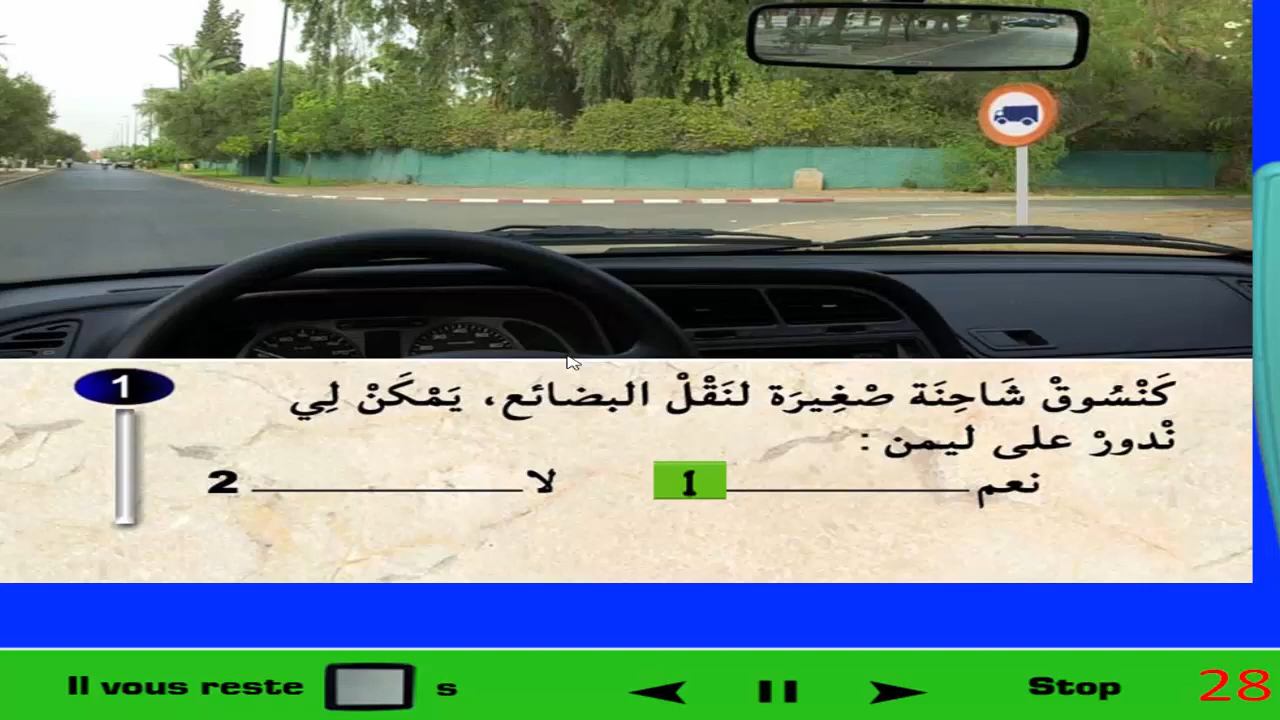 1
كَنْسُوقْ شَاحِنَة صْغِيرَة لنَقْلْ البضائع، يَمْكَنْ لِي
نْدورْ على ليمن :
نعم 1
لا 2
Il vous reste s
Stop
28